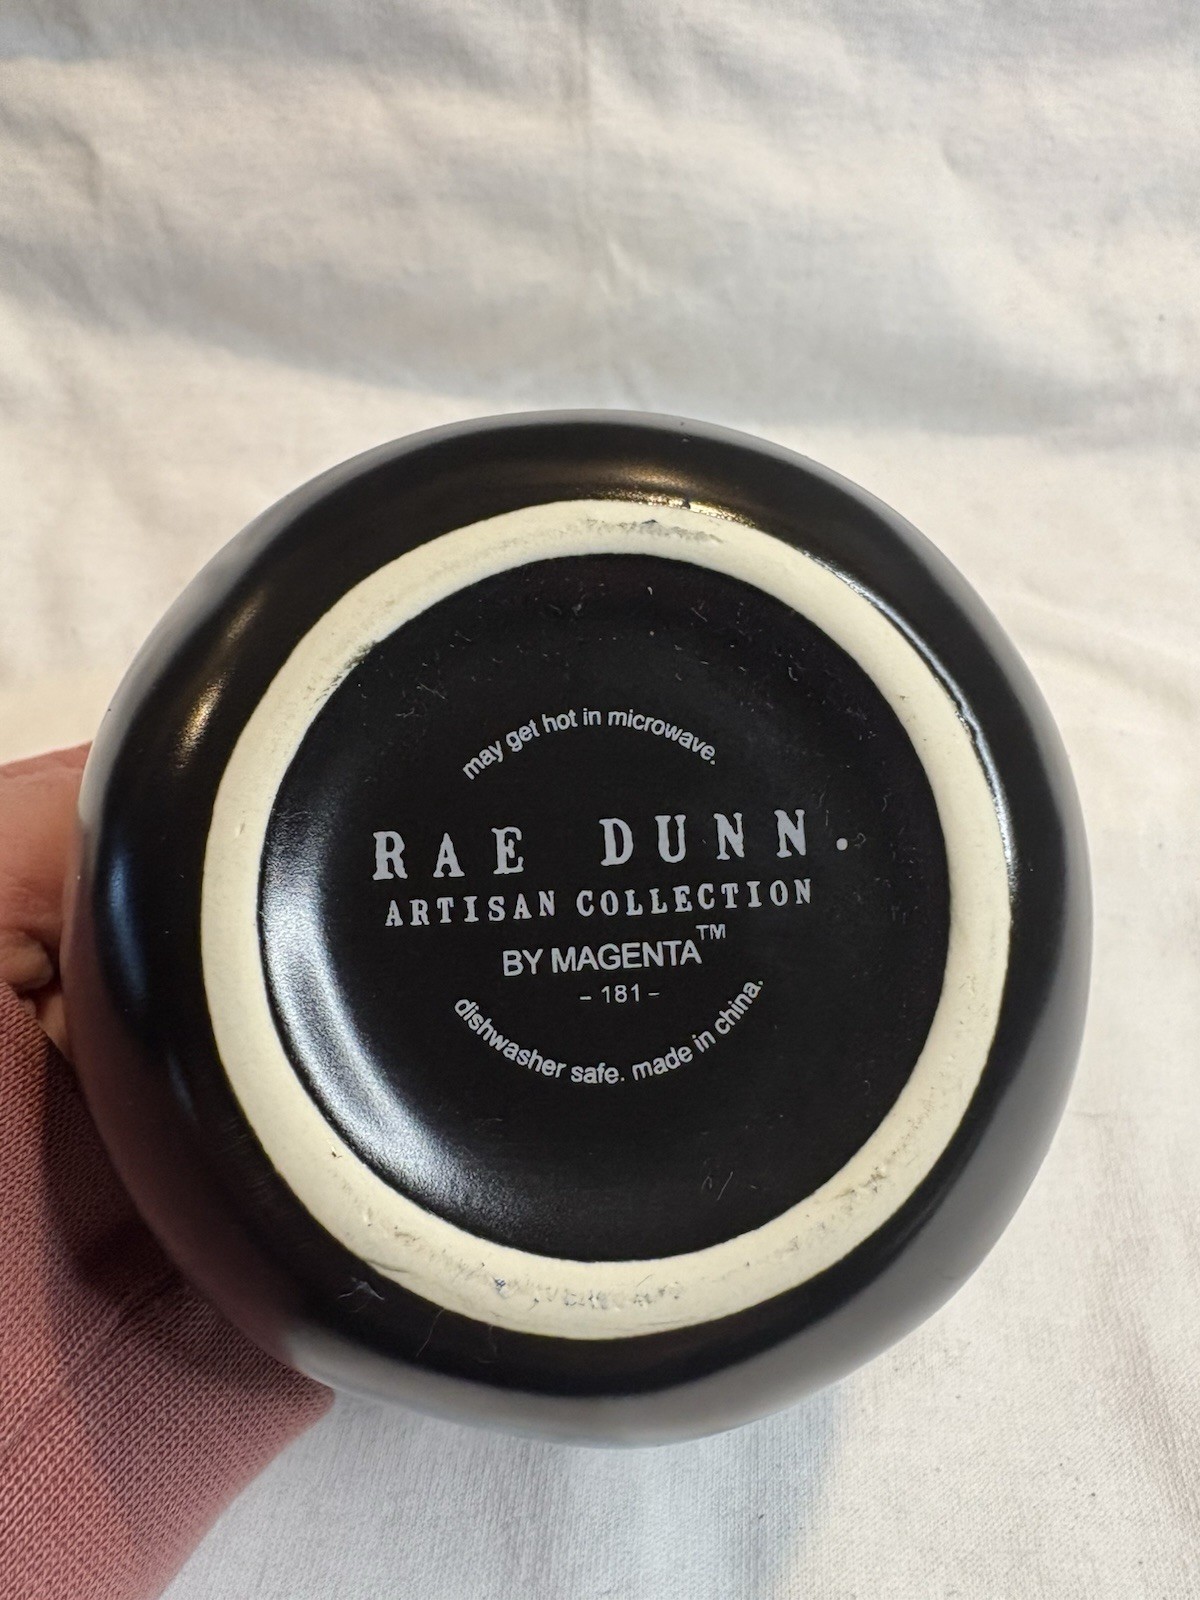 may get hot in microwave.
RAE DUNN.
ARTISAN COLLECTION
BY MAGENTA™
- 181 -
dishwasher safe. made in china.